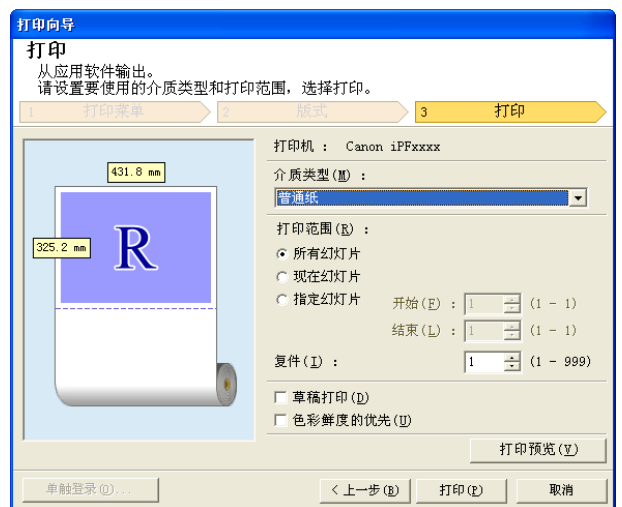 打印向导
打印
从应用软件输出。
请设置要使用的介质类型和打印范围，选择打印。
1 打印菜单 2 版式 3 打印
打印机 : Canon iPFxxxx
431.8 mm
介质类型(M) :
普通纸
325.2 mm
R
打印范围(R) :
所有幻灯片
现在幻灯片
指定幻灯片 开始(F) : 1 (1 - 1)
结束(L) : 1 (1 - 1)
复件(I) : 1 (1 - 999)
草稿打印(D)
色彩鲜度的优先(U)
打印预览(V)
单触登录(O)... < 上一步(B) 打印(P) 取消